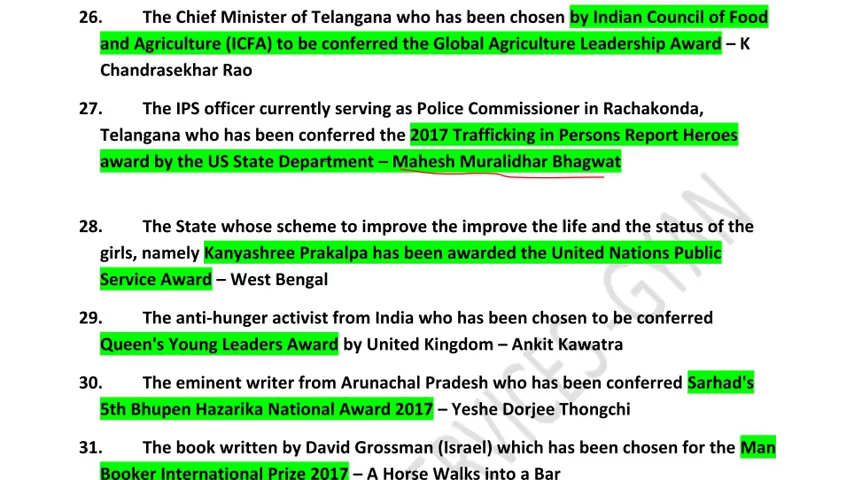 26. The Chief Minister of Telangana who has been chosen by Indian Council of Food
and Agriculture (ICFA) to be conferred the Global Agriculture Leadership Award – K
Chandrasekhar Rao
27. The IPS officer currently serving as Police Commissioner in Rachakonda,
Telangana who has been conferred the 2017 Trafficking in Persons Report Heroes
award by the US State Department – Mahesh Muralidhar Bhagwat
28. The State whose scheme to improve the improve the life and the status of the
girls, namely Kanyashree Prakalpa has been awarded the United Nations Public
Service Award – West Bengal
29. The anti-hunger activist from India who has been chosen to be conferred
Queen's Young Leaders Award by United Kingdom – Ankit Kawatra
30. The eminent writer from Arunachal Pradesh who has been conferred Sarhad's
5th Bhupen Hazarika National Award 2017 – Yeshe Dorjee Thongchi
31. The book written by David Grossman (Israel) which has been chosen for the Man
Booker International Prize 2017 – A Horse Walks into a Bar